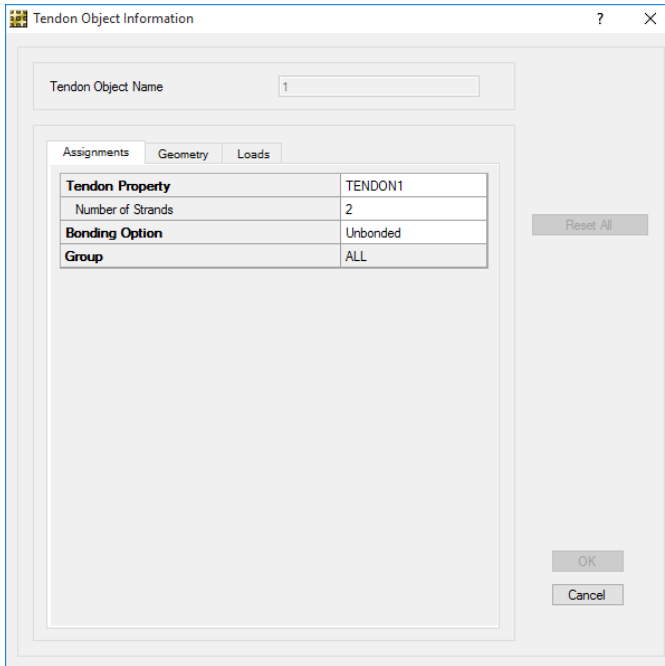 Tendon Object Information ? X
Tendon Object Name 1
Assignments Geometry Loads
Tendon Property TENDON1
Number of Strands 2
Bonding Option Unbonded
Group ALL
Reset All
OK
Cancel